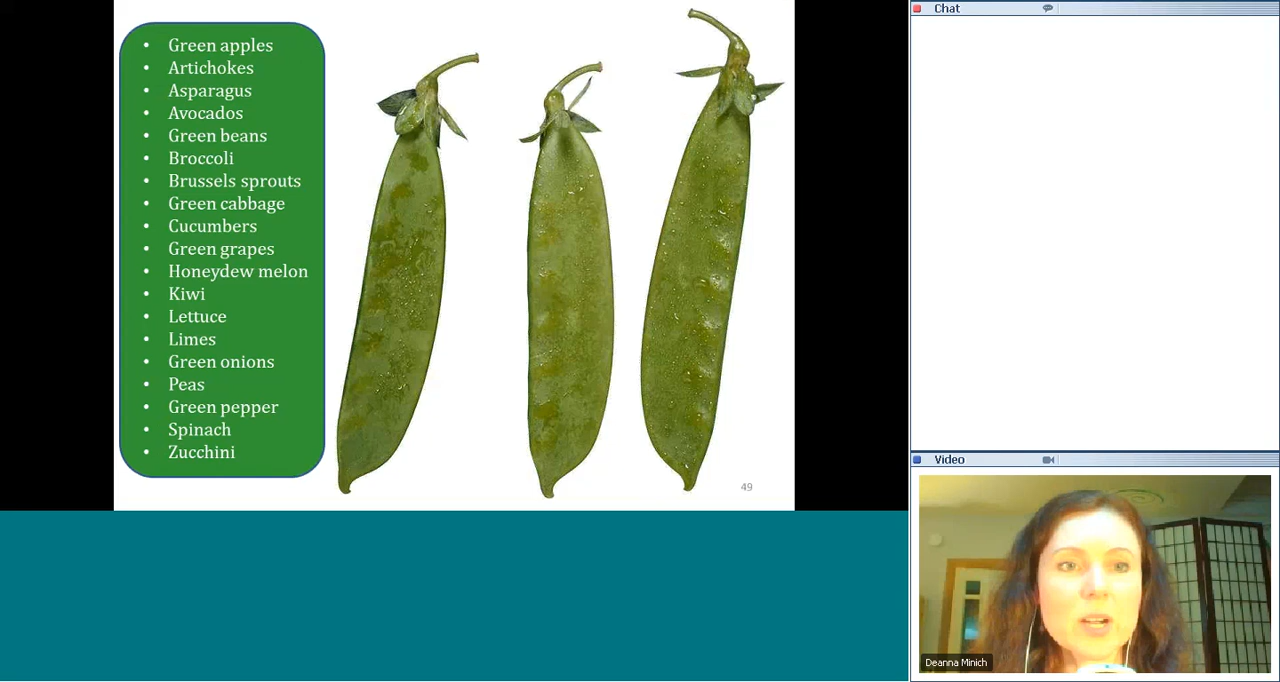 Green apples
Artichokes
Asparagus
Avocados
Green beans
Broccoli
Brussels sprouts
Green cabbage
Cucumbers
Green grapes
Honeydew melon
Kiwi
Lettuce
Limes
Green onions
Peas
Green pepper
Spinach
Zucchini
49
Chat
Video
Deanna Minich